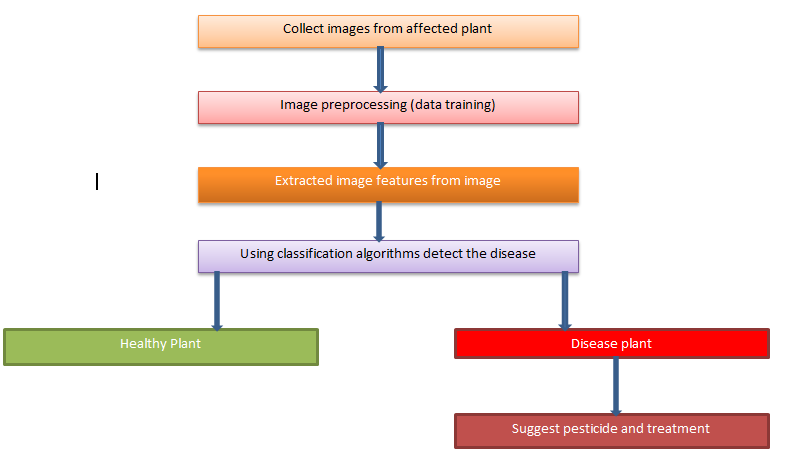 Collect images from affected plant
Image preprocessing (data training)
Extracted image features from image
Using classification algorithms detect the disease
Healthy Plant
Disease plant
Suggest pesticide and treatment